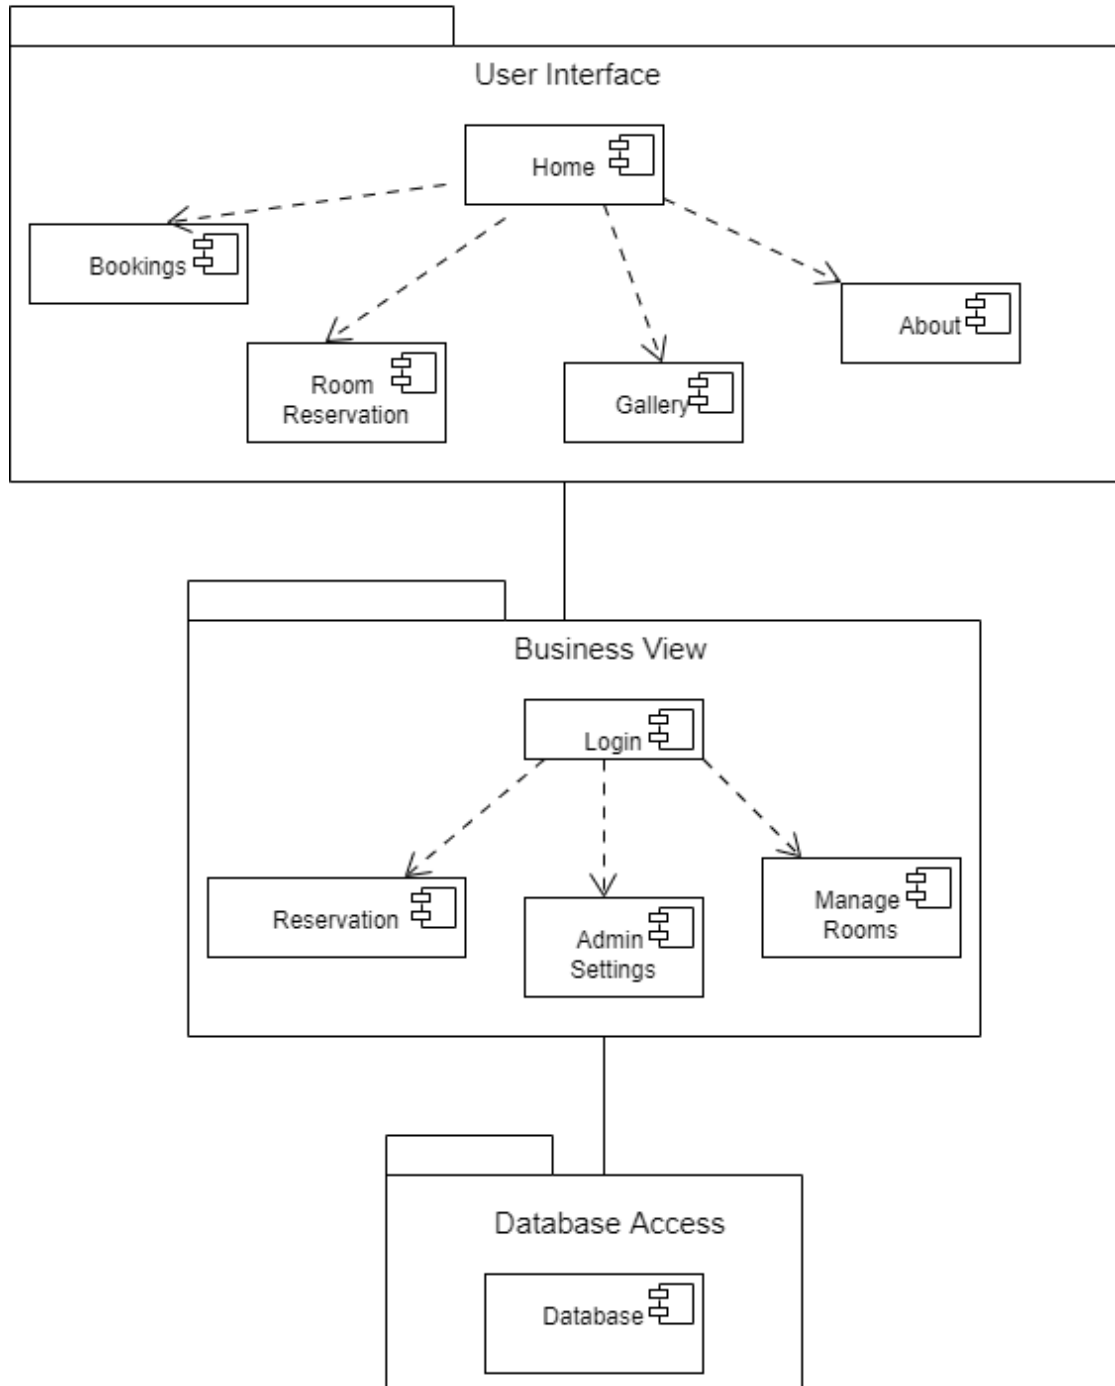 User Interface
Home
Bookings
About
Room
Reservation
Gallery
Business View
Login
Reservation
Admin
Settings
Manage
Rooms
Database Access
Database